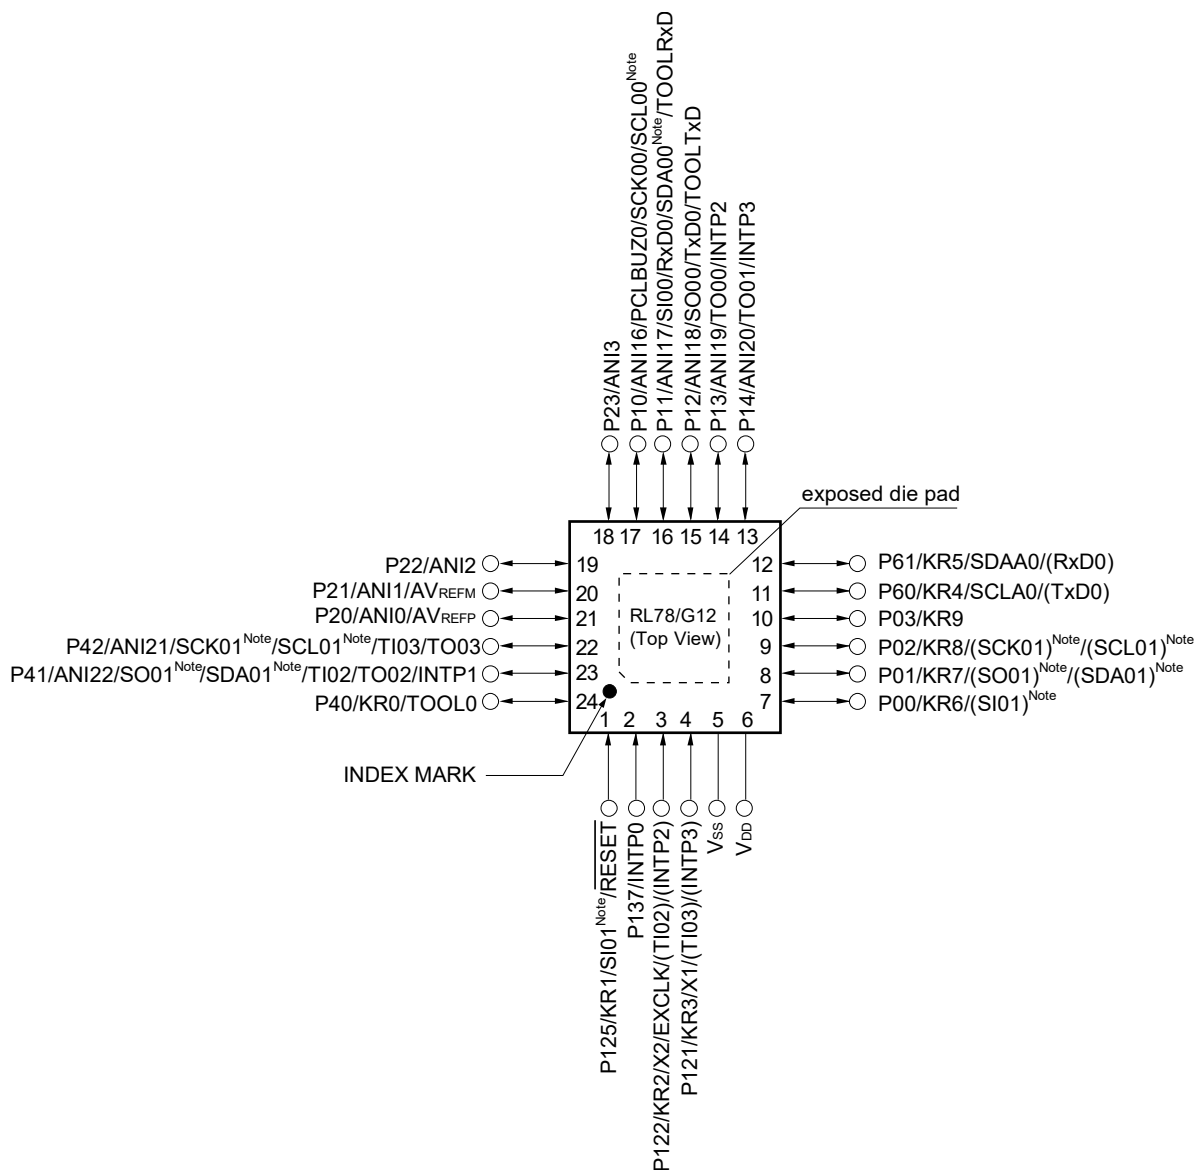 P23/ANI3
P10/ANI16/PCLBUZ0/SCK00/SCL00Note
P11/ANI17/SI00/RxD0/SDA00Note/TOOLRxD
P12/ANI18/SO00/TxD0/TOOLTxD
P13/ANI19/TO00/INTP2
P14/ANI20/TO01/INTP3
exposed die pad
18 17 16 15 14 13
P22/ANI2 19
P21/ANI1/AVREFM 20
P20/ANI0/AVREFP 21
P42/ANI21/SCK01Note/SCL01Note/TI03/TO03 22
P41/ANI22/SO01Note/SDA01Note/TI02/TO02/INTP1 23
P40/KR0/TOOL0 24
RL78/G12
(Top View)
12 P61/KR5/SDAA0/(RxD0)
11 P60/KR4/SCLA0/(TxD0)
10 P03/KR9
9 P02/KR8/(SCK01)Note/(SCL01)Note
8 P01/KR7/(SO01)Note/(SDA01)Note
7 P00/KR6/(SI01)Note
1 2 3 4 5 6
INDEX MARK
P125/KR1/SI01Note/RESET
P137/INTP0
P122/KR2/X2/EXCLK/(TI02)/(INTP2)
P121/KR3/X1/(TI03)/(INTP3)
VSS
VDD